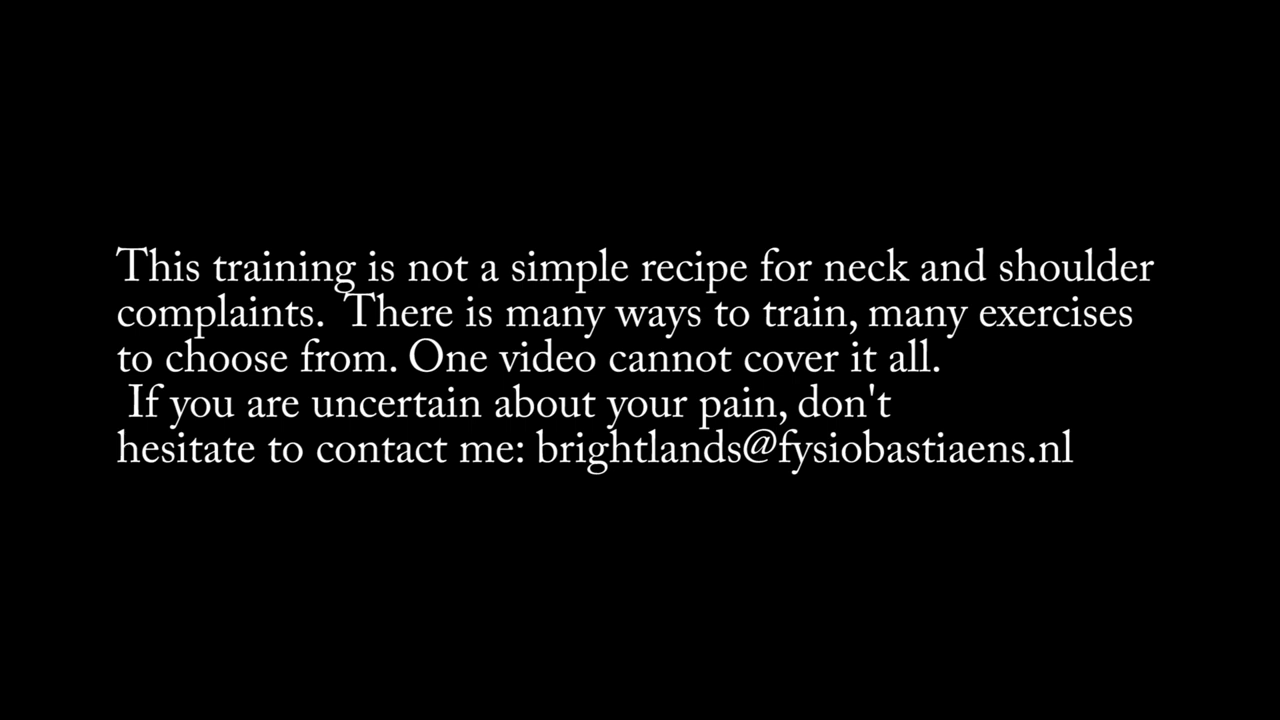 This training is not a simple recipe for neck and shoulder
complaints.  There is many ways to train, many exercises
to choose from. One video cannot cover it all.
If you are uncertain about your pain, don't
hesitate to contact me: brightlands@fysiobastiaens.nl